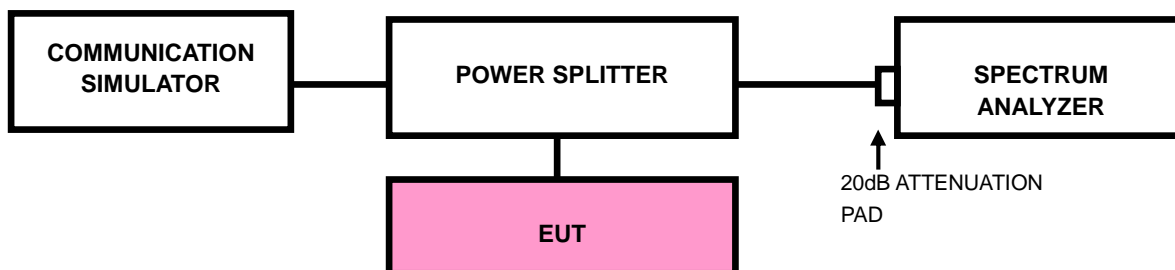 COMMUNICATION
SIMULATOR
POWER SPLITTER
SPECTRUM
ANALYZER
20dB ATTENUATION
PAD
EUT